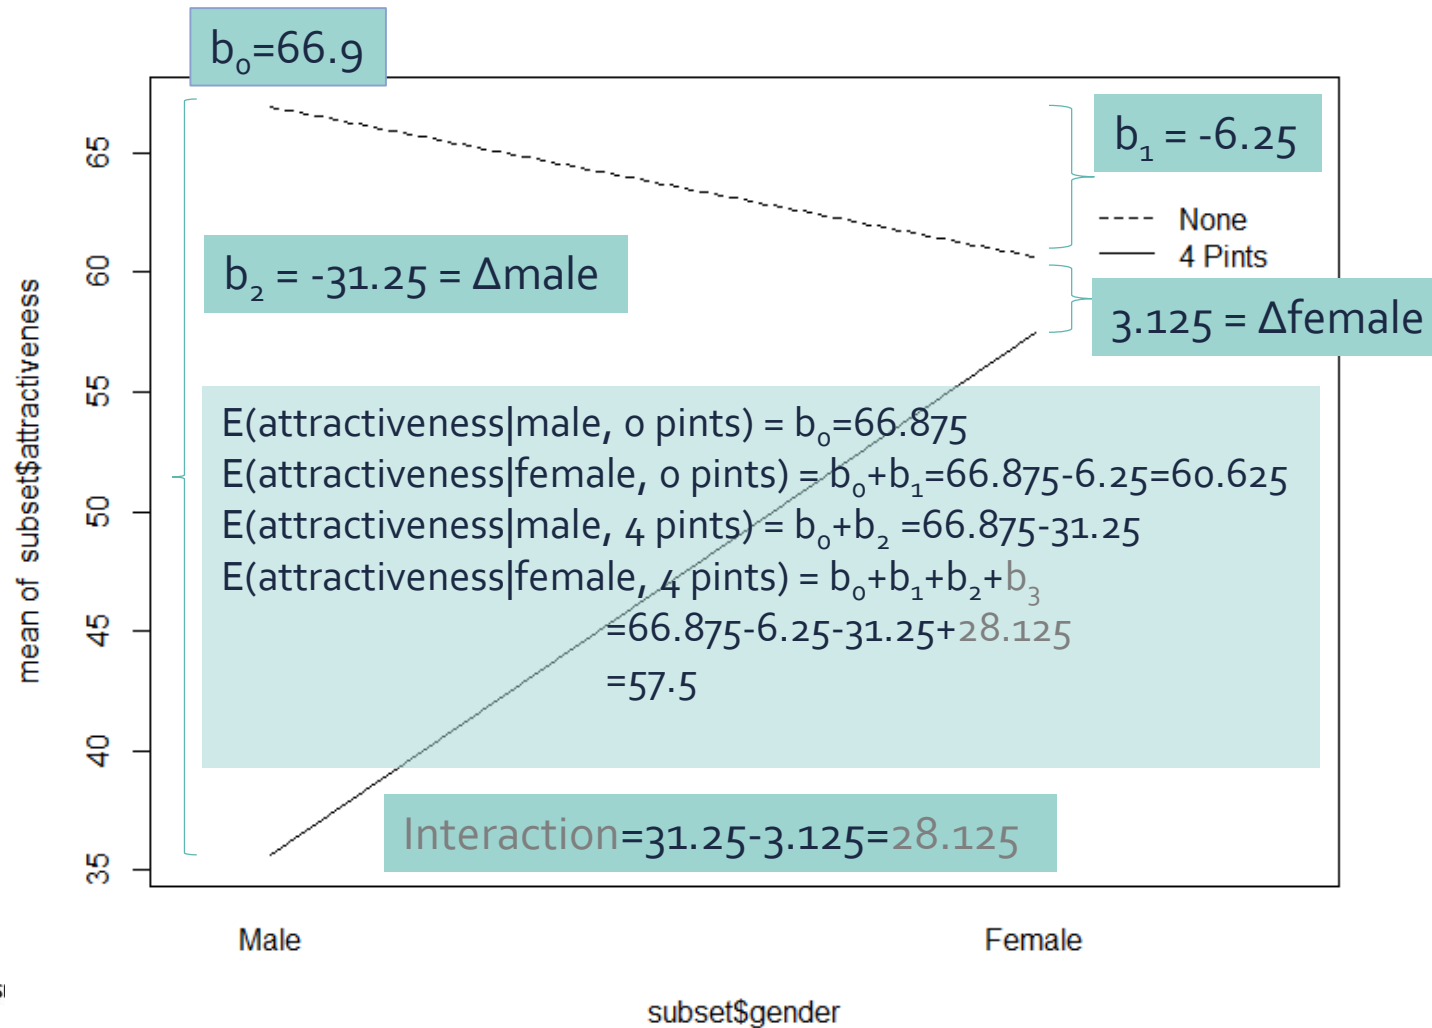 b₀=66.9
b₁ = -6.25
None
4 Pints
b₂ = -31.25 = Δmale
3.125 = Δfemale
E(attractiveness|male, 0 pints) = b₀=66.875
E(attractiveness|female, 0 pints) = b₀+b₁=66.875-6.25=60.625
E(attractiveness|male, 4 pints) = b₀+b₂ =66.875-31.25
E(attractiveness|female, 4 pints) = b₀+b₁+b₂+b₃
=66.875-6.25-31.25+28.125
=57.5
Interaction=31.25-3.125=28.125
mean of subset$attractiveness
65
60
55
50
45
40
35
Male
Female
subset$gender